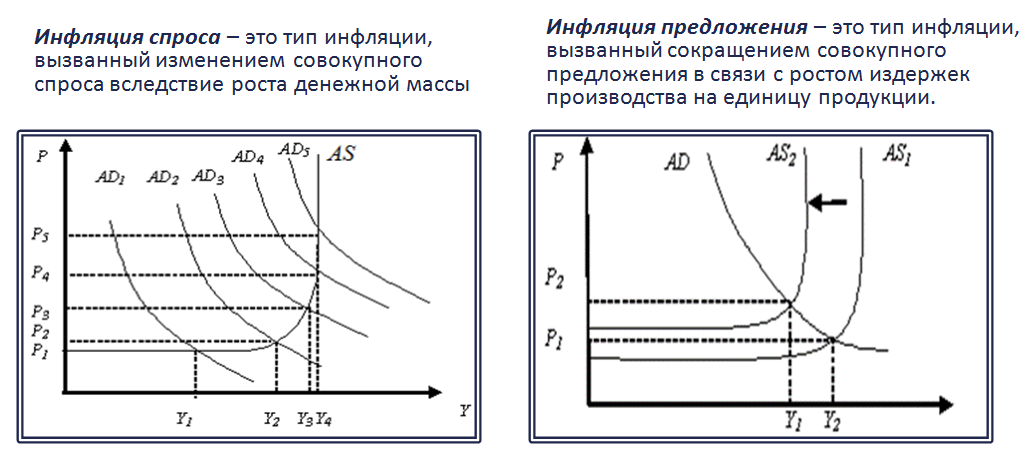 Инфляция спроса – это тип инфляции,
вызванный изменением совокупного
спроса вследствие роста денежной массы
P
AD1
AD2
AD3
AD4
AD5
AS
P5
P4
P3
P2
P1
Y1
Y2
Y3
Y4
Y
Инфляция предложения – это тип инфляции,
вызванный сокращением совокупного
предложения в связи с ростом издержек
производства на единицу продукции.
P
AD
AS2
AS1
P2
P1
Y1
Y2